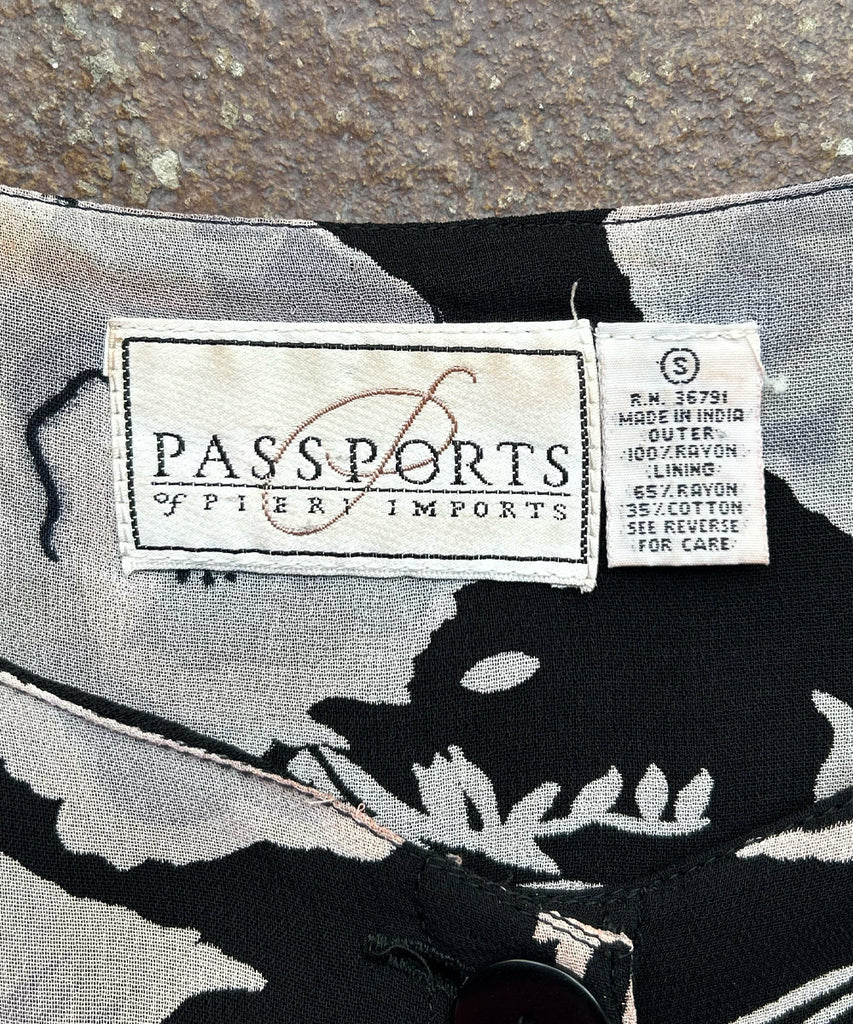 PASSPORTS
of PIERI IMPORTS
S
R.N. 36791
MADE IN INDIA
OUTER
100% RAYON
LINING
65% RAYON
35% COTTON
SEE REVERSE
FOR CARE